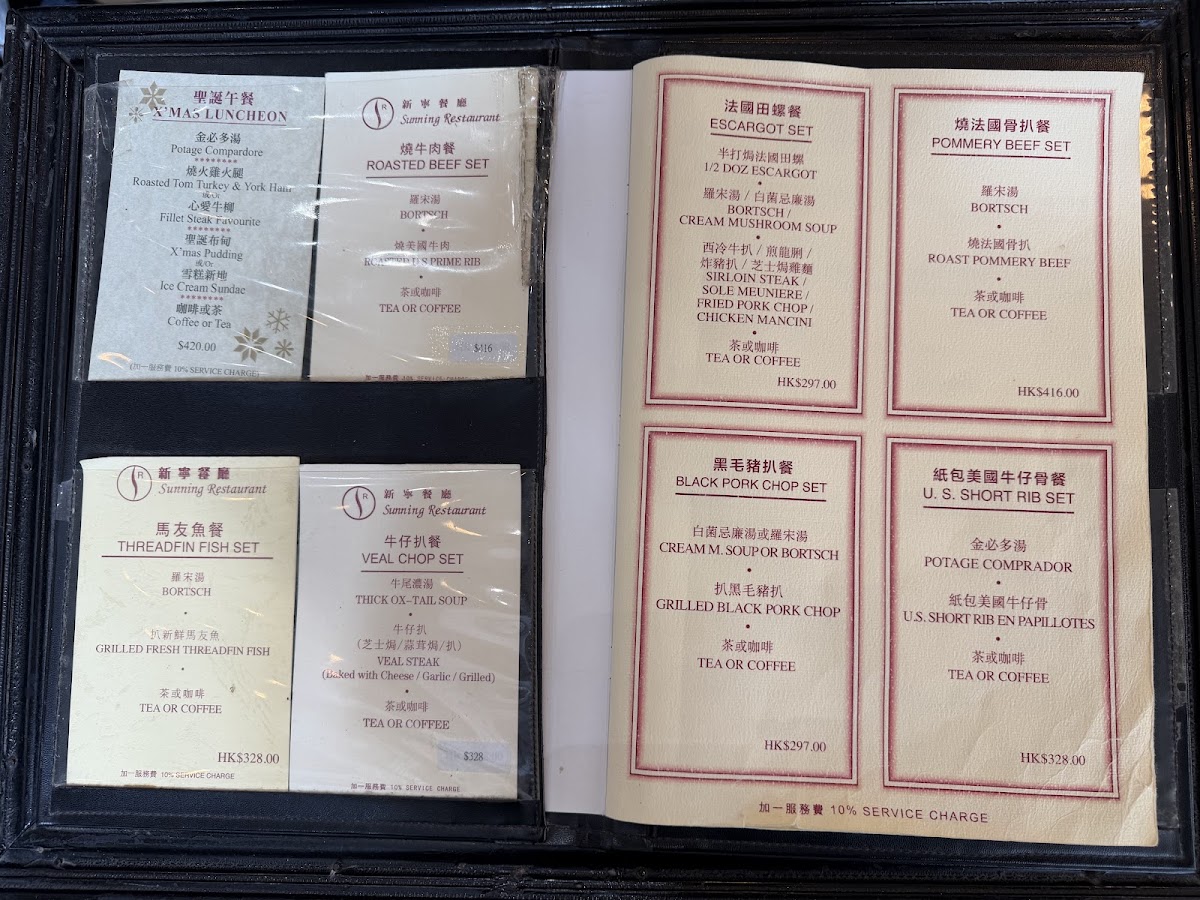 聖誕午餐
X'MAS LUNCHEON
金必多湯
Potage Compardore
燒火雞火腿
Roasted Tom Turkey & York Ham
或/Or
心愛牛柳
Fillet Steak Favourite
聖誕布甸
X'mas Pudding
或/Or
雪糕新地
Ice Cream Sundae
咖啡或茶
Coffee or Tea
$420.00
(加一服務費 10% SERVICE CHARGE)
R
新寧餐廳
Sunning Restaurant
燒牛肉餐
ROASTED BEEF SET
羅宋湯
BORTSCH
燒美國牛肉
ROASTED U.S PRIME RIB
茶或咖啡
TEA OR COFFEE
$416
加一服務費 10% SERVICE CHARGE
R
新寧餐廳
Sunning Restaurant
馬友魚餐
THREADFIN FISH SET
羅宋湯
BORTSCH
扒新鮮馬友魚
GRILLED FRESH THREADFIN FISH
茶或咖啡
TEA OR COFFEE
HK$328.00
加一服務費 10% SERVICE CHARGE
R
新寧餐廳
Sunning Restaurant
牛仔扒餐
VEAL CHOP SET
牛尾濃湯
THICK OX-TAIL SOUP
牛仔扒
(芝士焗/蒜茸焗/扒)
VEAL STEAK
(Baked with Cheese / Garlic / Grilled)
茶或咖啡
TEA OR COFFEE
$328
加一服務費 10% SERVICE CHARGE
法國田螺餐
ESCARGOT SET
半打焗法國田螺
1/2 DOZ ESCARGOT
羅宋湯 / 白菌忌廉湯
BORTSCH /
CREAM MUSHROOM SOUP
西冷牛扒 / 煎龍脷 /
炸豬扒 / 芝士焗雞麵
SIRLOIN STEAK /
SOLE MEUNIERE /
FRIED PORK CHOP /
CHICKEN MANCINI
茶或咖啡
TEA OR COFFEE
HK$297.00
燒法國骨扒餐
POMMERY BEEF SET
羅宋湯
BORTSCH
燒法國骨扒
ROAST POMMERY BEEF
茶或咖啡
TEA OR COFFEE
HK$416.00
黑毛豬扒餐
BLACK PORK CHOP SET
白菌忌廉湯或羅宋湯
CREAM M. SOUP OR BORTSCH
扒黑毛豬扒
GRILLED BLACK PORK CHOP
茶或咖啡
TEA OR COFFEE
HK$297.00
紙包美國牛仔骨餐
U. S. SHORT RIB SET
金必多湯
POTAGE COMPRADOR
紙包美國牛仔骨
U.S. SHORT RIB EN PAPILLOTES
茶或咖啡
TEA OR COFFEE
HK$328.00
加一服務費 10% SERVICE CHARGE